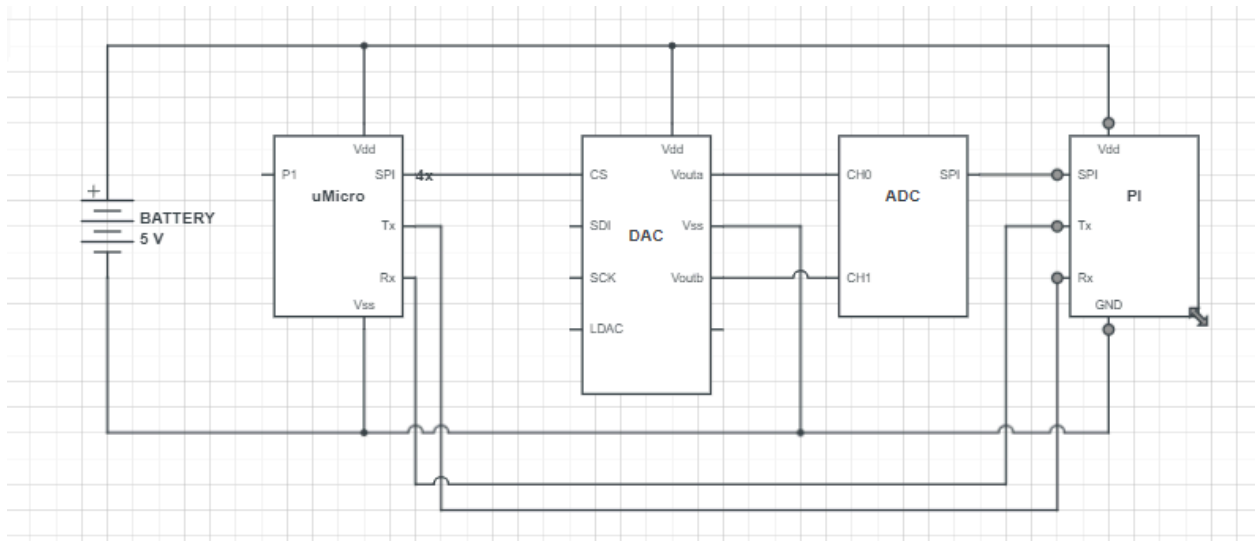 +
BATTERY
5 V
Vdd
P1
SPI
4x
uMicro
Tx
Rx
Vss
Vdd
CS
Vouta
SDI
DAC
Vss
SCK
Voutb
LDAC
CH0
SPI
ADC
CH1
Vdd
SPI
PI
Tx
Rx
GND